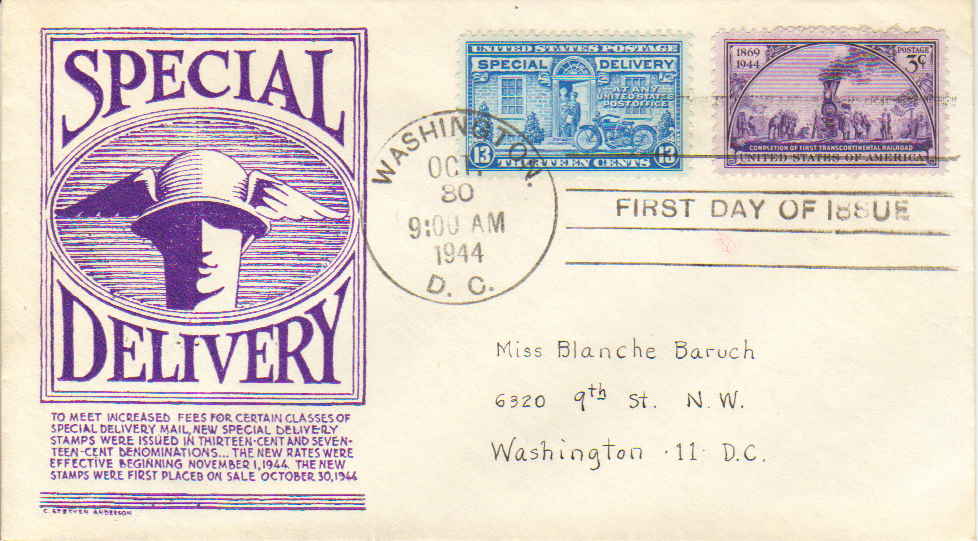 SPECIAL
DELIVERY
TO MEET INCREASED FEES FOR CERTAIN CLASSES OF
SPECIAL DELIVERY MAIL, NEW SPECIAL DELIVERY
STAMPS WERE ISSUED IN THIRTEEN-CENT AND SEVEN-
TEEN-CENT DENOMINATIONS... THE NEW RATES WERE
EFFECTIVE BEGINNING NOVEMBER 1, 1944. THE NEW
STAMPS WERE FIRST PLACED ON SALE OCTOBER 30, 1944
C. STEPHEN ANDERSON
UNITED STATES POSTAGE
SPECIAL DELIVERY
AT ANY
UNITED STATES
POST OFFICE
13 THIRTEEN CENTS 13
1869
1944
POSTAGE
3¢
COMPLETION OF FIRST TRANSCONTINENTAL RAILROAD
UNITED STATES OF AMERICA
WASHINGTON.
OCT.
30
9:00 AM
1944
D. C.
FIRST DAY OF ISSUE
Miss Blanche Baruch
6320 9th St. N.W.
Washington ·11· D.C.